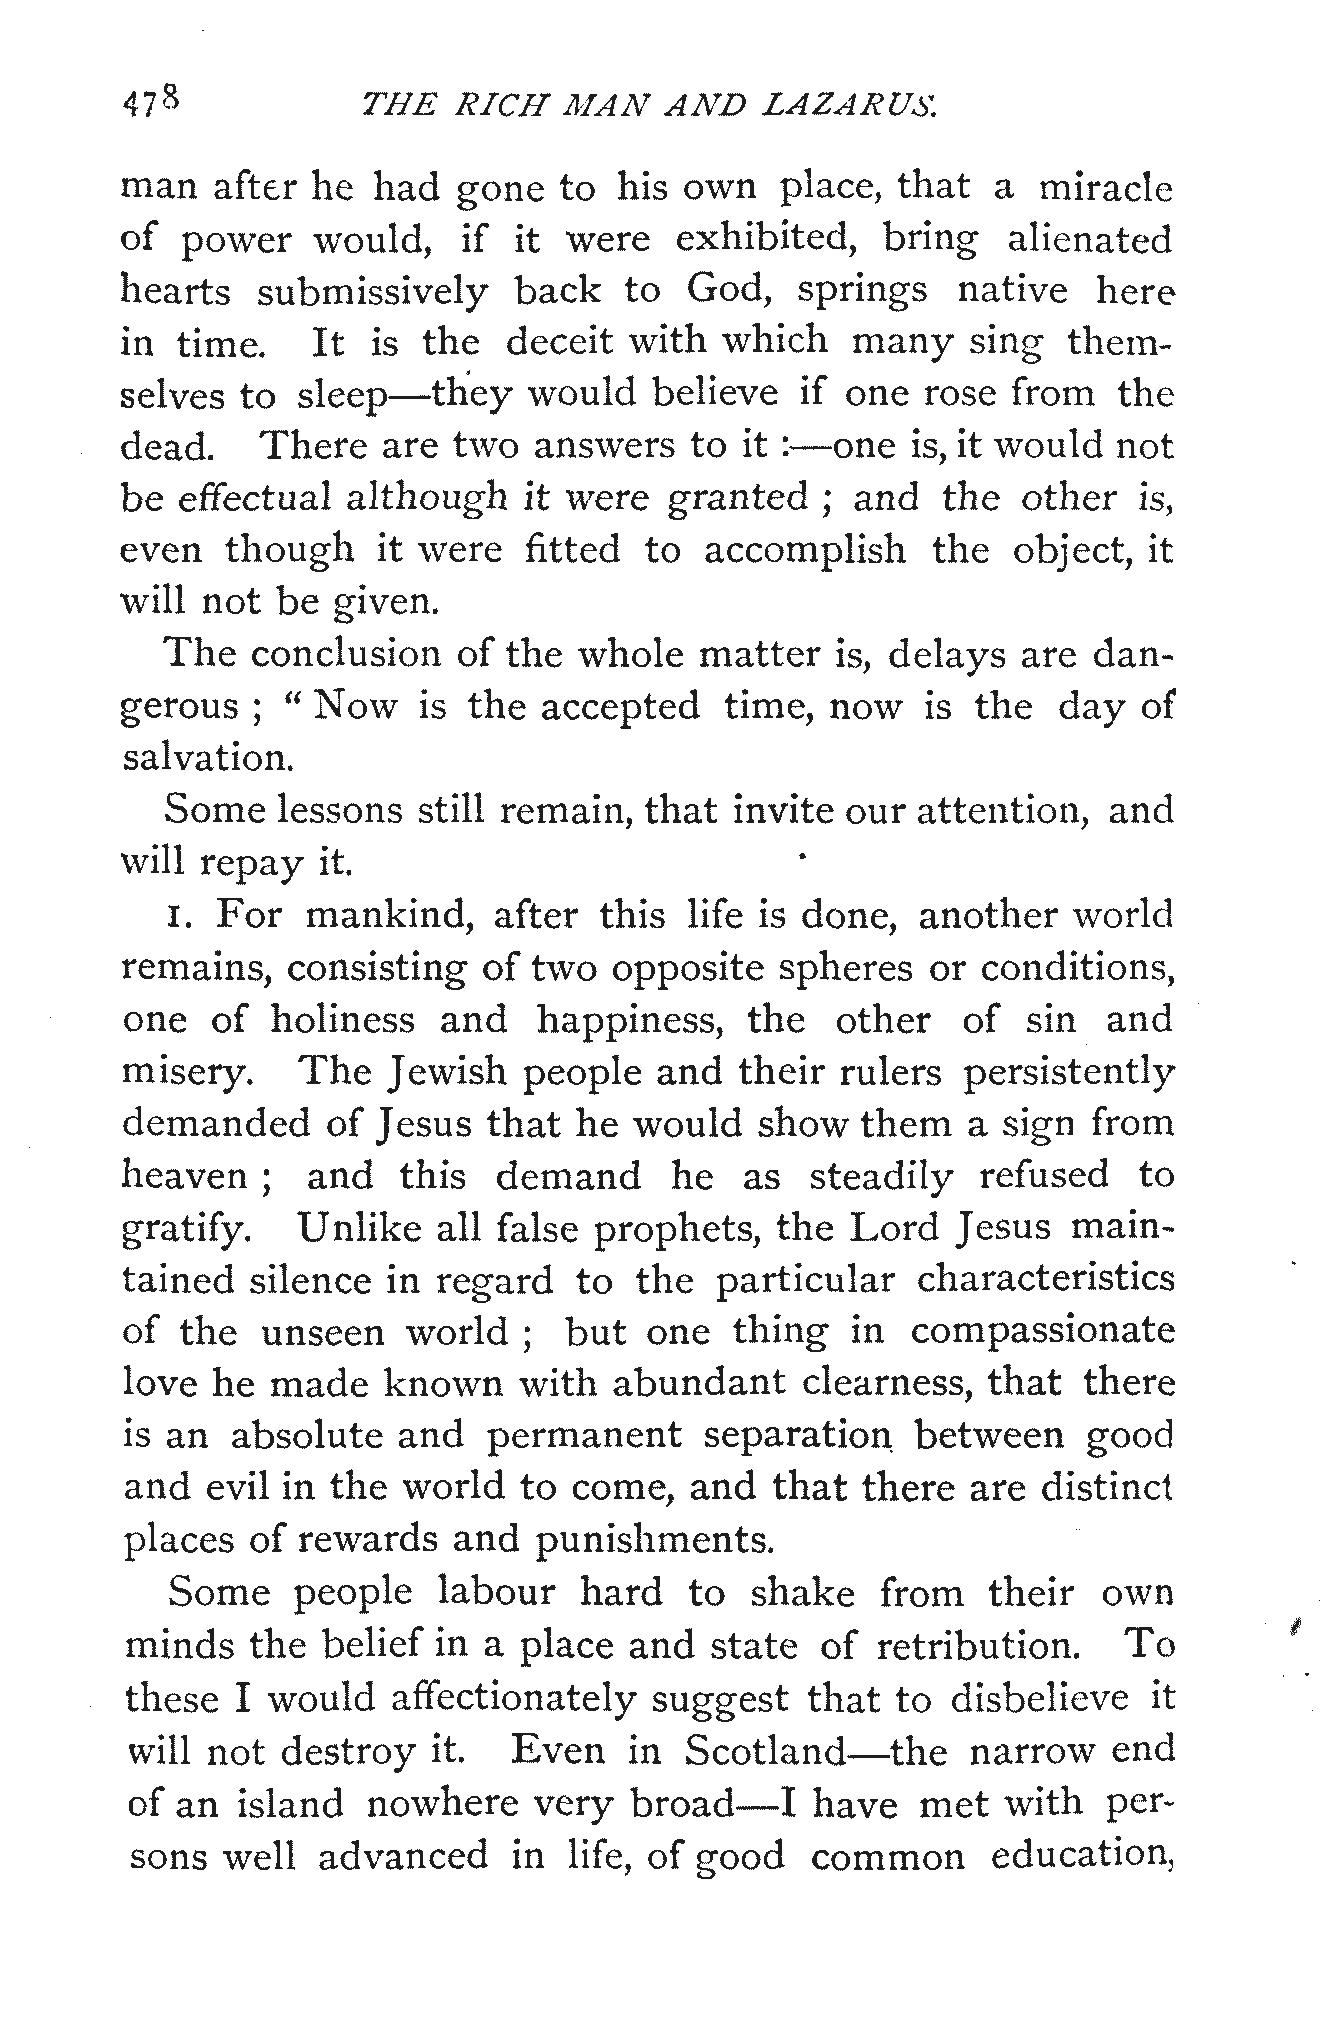 478 THE RICH MAN AND LAZARUS.
man after he had gone to his own place, that a miracle
of power would, if it were exhibited, bring alienated
hearts submissively back to God, springs native here
in time. It is the deceit with which many sing them-
selves to sleep—they would believe if one rose from the
dead. There are two answers to it :—one is, it would not
be effectual although it were granted ; and the other is,
even though it were fitted to accomplish the object, it
will not be given.
The conclusion of the whole matter is, delays are dan-
gerous ; “ Now is the accepted time, now is the day of
salvation.
Some lessons still remain, that invite our attention, and
will repay it.
1. For mankind, after this life is done, another world
remains, consisting of two opposite spheres or conditions,
one of holiness and happiness, the other of sin and
misery. The Jewish people and their rulers persistently
demanded of Jesus that he would show them a sign from
heaven ; and this demand he as steadily refused to
gratify. Unlike all false prophets, the Lord Jesus main-
tained silence in regard to the particular characteristics
of the unseen world ; but one thing in compassionate
love he made known with abundant clearness, that there
is an absolute and permanent separation between good
and evil in the world to come, and that there are distinct
places of rewards and punishments.
Some people labour hard to shake from their own
minds the belief in a place and state of retribution. To
these I would affectionately suggest that to disbelieve it
will not destroy it. Even in Scotland—the narrow end
of an island nowhere very broad—I have met with per-
sons well advanced in life, of good common education,